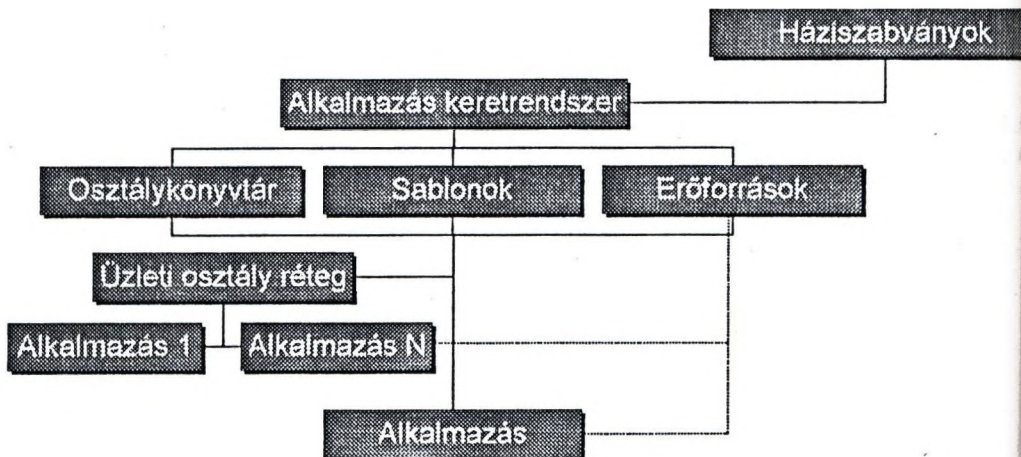 Háziszabványok
Alkalmazás keretrendszer
Osztálykönyvtár
Sablonok
Erőforrások
Üzleti osztály réteg
Alkalmazás 1
Alkalmazás N
Alkalmazás